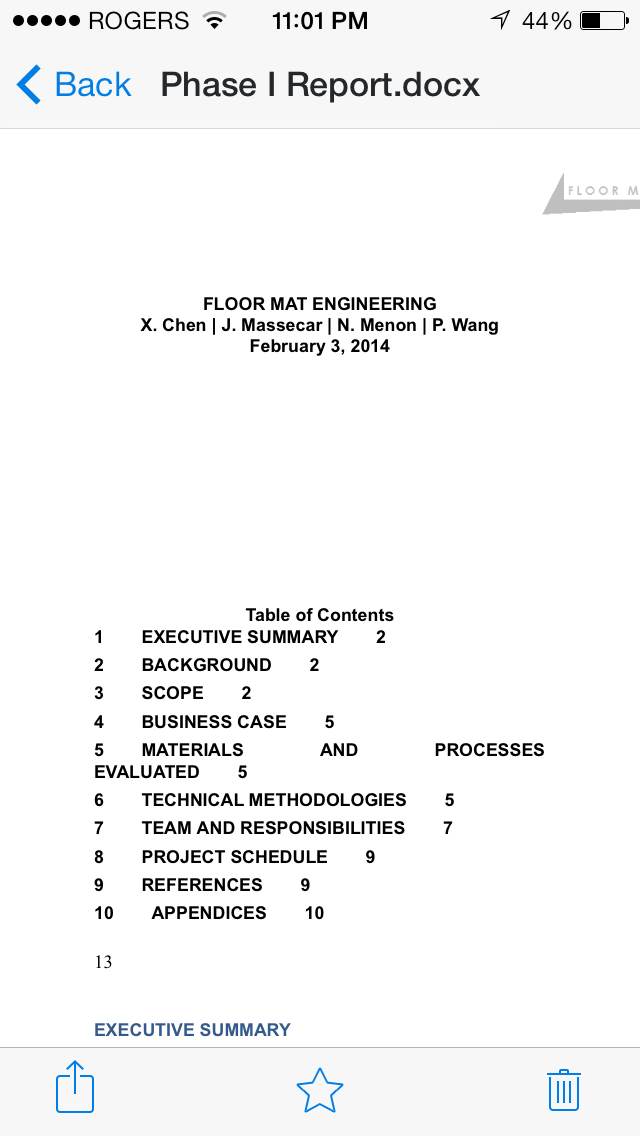 ROGERS 11:01 PM 44%
Back Phase I Report.docx
FLOOR M
FLOOR MAT ENGINEERING
X. Chen | J. Massecar | N. Menon | P. Wang
February 3, 2014
Table of Contents
1 EXECUTIVE SUMMARY 2
2 BACKGROUND 2
3 SCOPE 2
4 BUSINESS CASE 5
5 MATERIALS AND PROCESSES
EVALUATED 5
6 TECHNICAL METHODOLOGIES 5
7 TEAM AND RESPONSIBILITIES 7
8 PROJECT SCHEDULE 9
9 REFERENCES 9
10 APPENDICES 10
13
EXECUTIVE SUMMARY